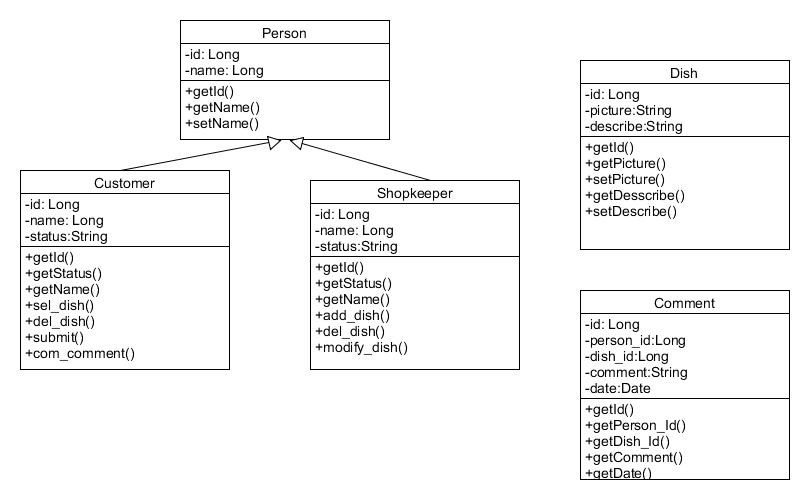 Person
-id: Long
-name: Long
+getId()
+getName()
+setName()
Customer
-id: Long
-name: Long
-status:String
+getId()
+getStatus()
+getName()
+sel_dish()
+del_dish()
+submit()
+com_comment()
Shopkeeper
-id: Long
-name: Long
-status:String
+getId()
+getStatus()
+getName()
+add_dish()
+del_dish()
+modify_dish()
Dish
-id: Long
-picture:String
-describe:String
+getId()
+getPicture()
+setPicture()
+getDesscribe()
+setDescribe()
Comment
-id: Long
-person_id:Long
-dish_id:Long
-comment:String
-date:Date
+getId()
+getPerson_Id()
+getDish_Id()
+getComment()
+getDate()